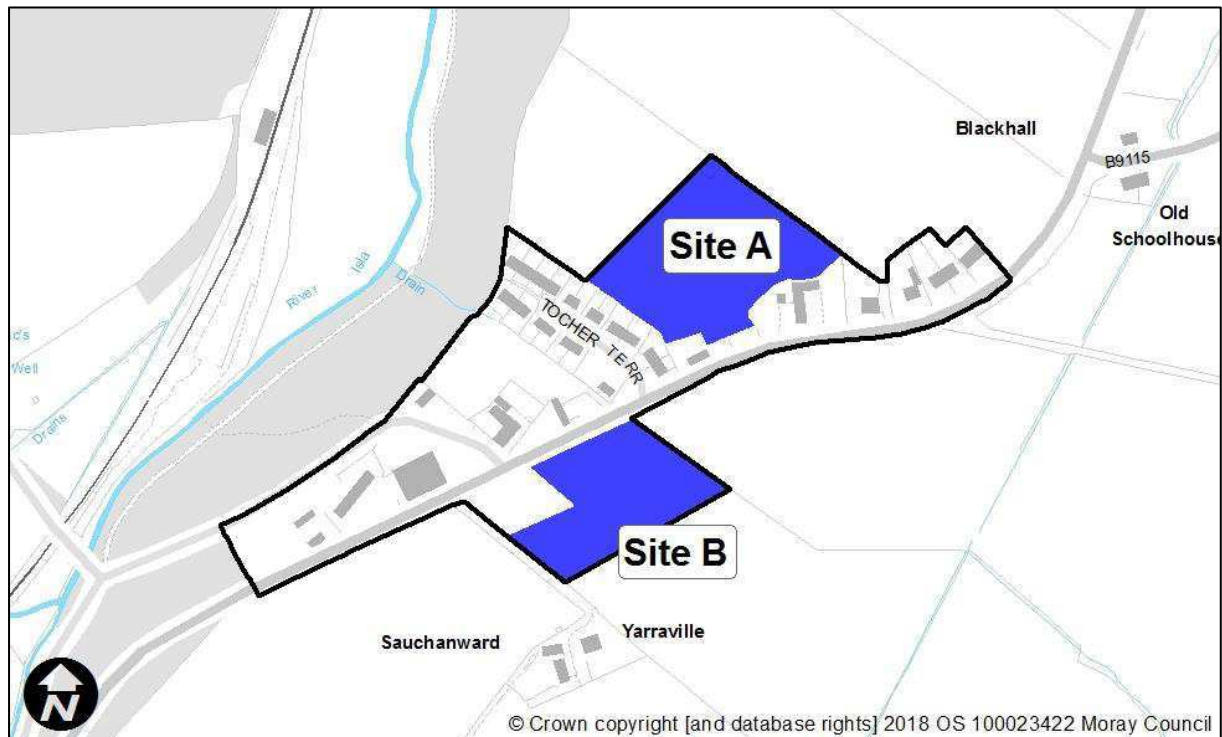 Blackhall
B9115
Old
Schoolhouse
Site A
River Isla
Drain
TOCHER TERR
c's
Well
Drains
Site B
Sauchanward
Yarraville
N
© Crown copyright [and database rights] 2018 OS 100023422 Moray Council